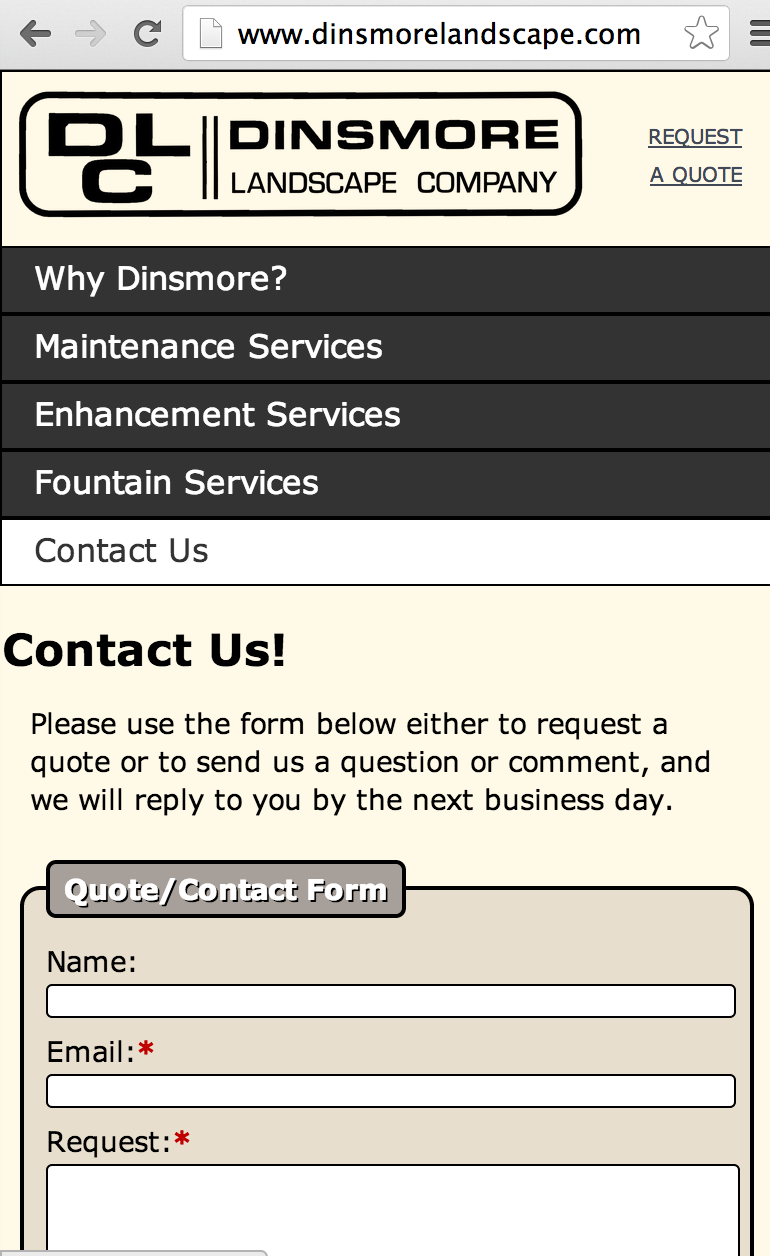 www.dinsmorelandscape.com
DLC
DINSMORE
LANDSCAPE COMPANY
REQUEST
A QUOTE
Why Dinsmore?
Maintenance Services
Enhancement Services
Fountain Services
Contact Us
Contact Us!
Please use the form below either to request a
quote or to send us a question or comment, and
we will reply to you by the next business day.
Quote/Contact Form
Name:
Email:*
Request:*